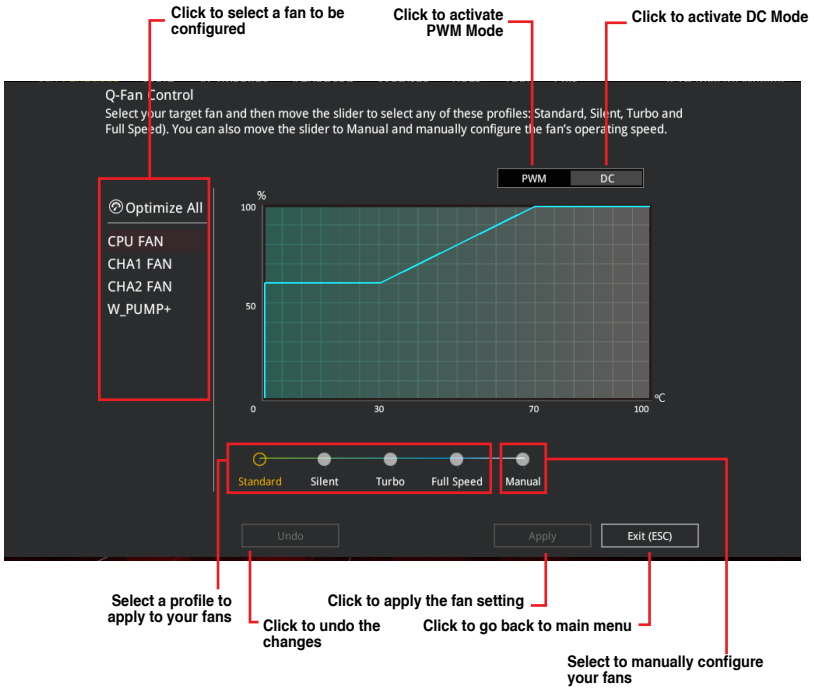 Click to select a fan to be
configured
Click to activate
PWM Mode
Click to activate DC Mode
Q-Fan Control
Select your target fan and then move the slider to select any of these profiles: Standard, Silent, Turbo and
Full Speed). You can also move the slider to Manual and manually configure the fan's operating speed.
PWM
DC
Optimize All
CPU FAN
CHA1 FAN
CHA2 FAN
W_PUMP+
%
100
50
0
30
70
100
°C
Standard
Silent
Turbo
Full Speed
Manual
Undo
Apply
Exit (ESC)
Select a profile to
apply to your fans
Click to undo the
changes
Click to apply the fan setting
Click to go back to main menu
Select to manually configure
your fans